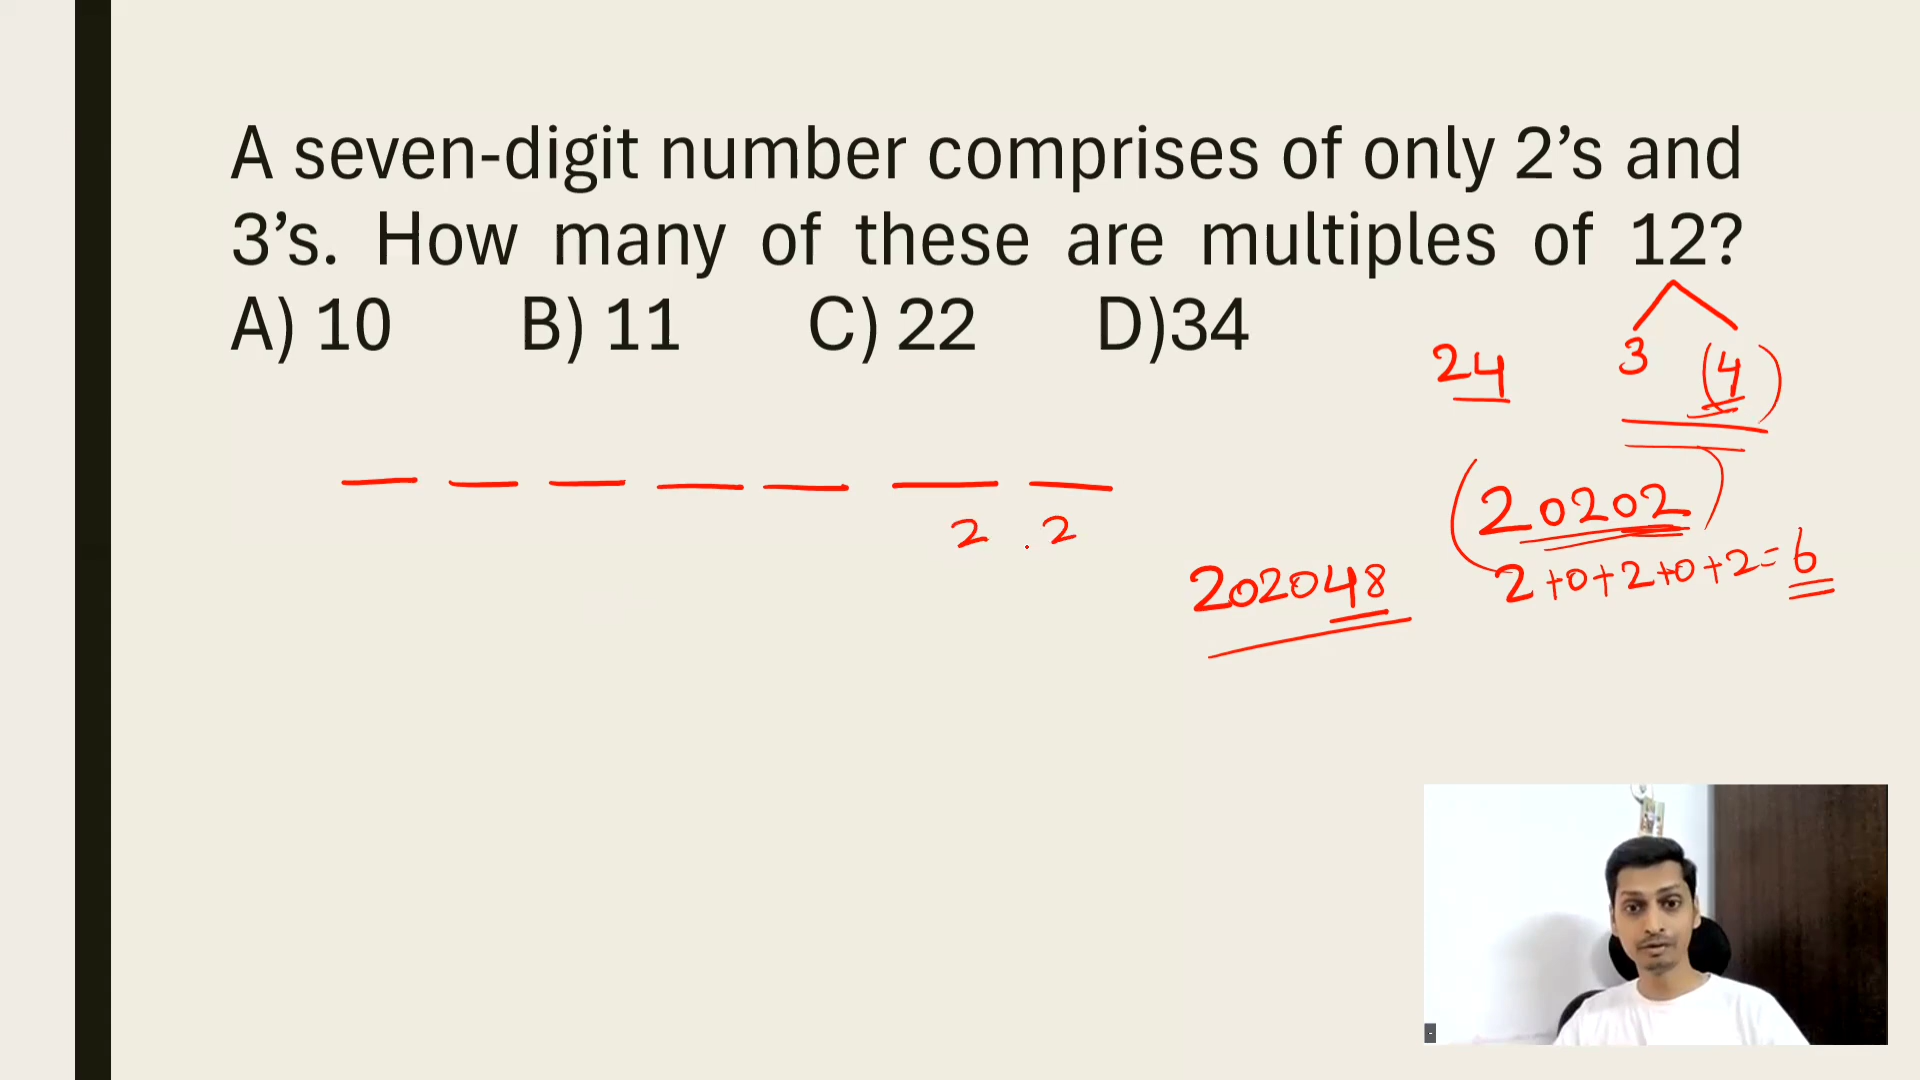 A seven-digit number comprises of only 2’s and
3’s. How many of these are multiples of 12?
A) 10 B) 11 C) 22 D)34
24 3 (4)
(20202)
2 . 2
202048
2+0+2+0+2=6